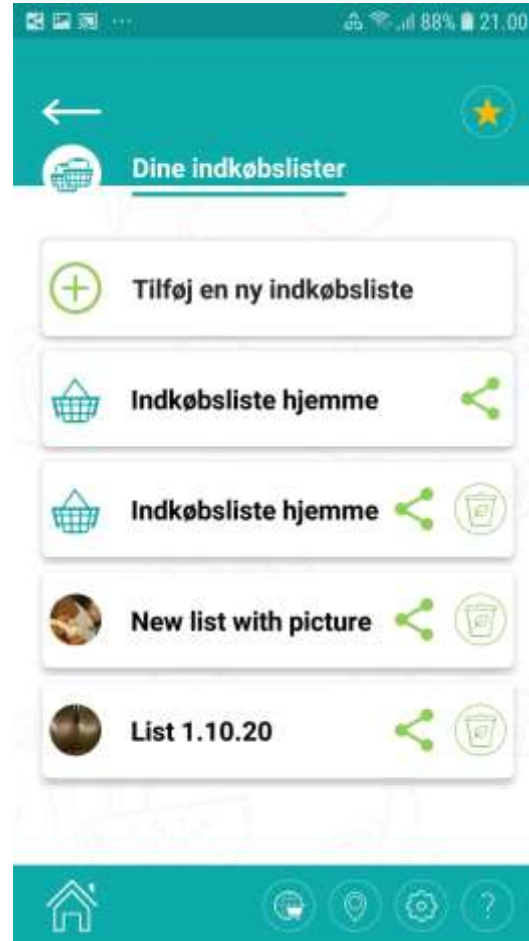 88% 21.00
Dine indkøbslister
Tilføj en ny indkøbsliste
Indkøbsliste hjemme
Indkøbsliste hjemme
New list with picture
List 1.10.20
?